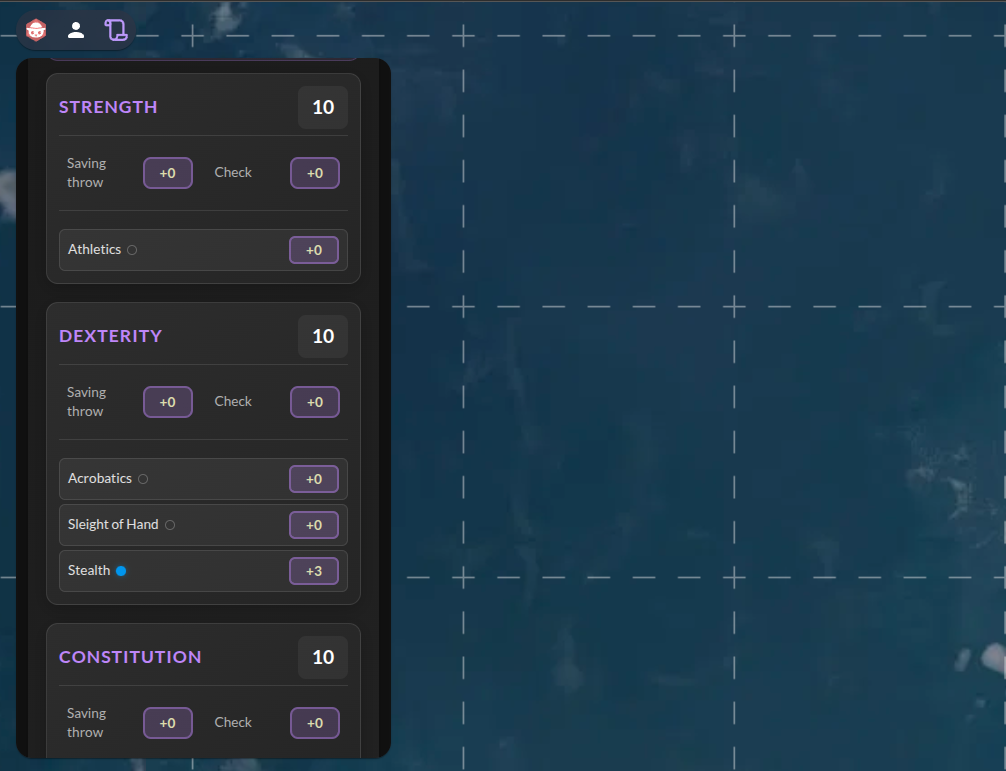 STRENGTH 10
Saving throw +0 Check +0
Athletics +0
DEXTERITY 10
Saving throw +0 Check +0
Acrobatics +0
Sleight of Hand +0
Stealth +3
CONSTITUTION 10
Saving throw +0 Check +0